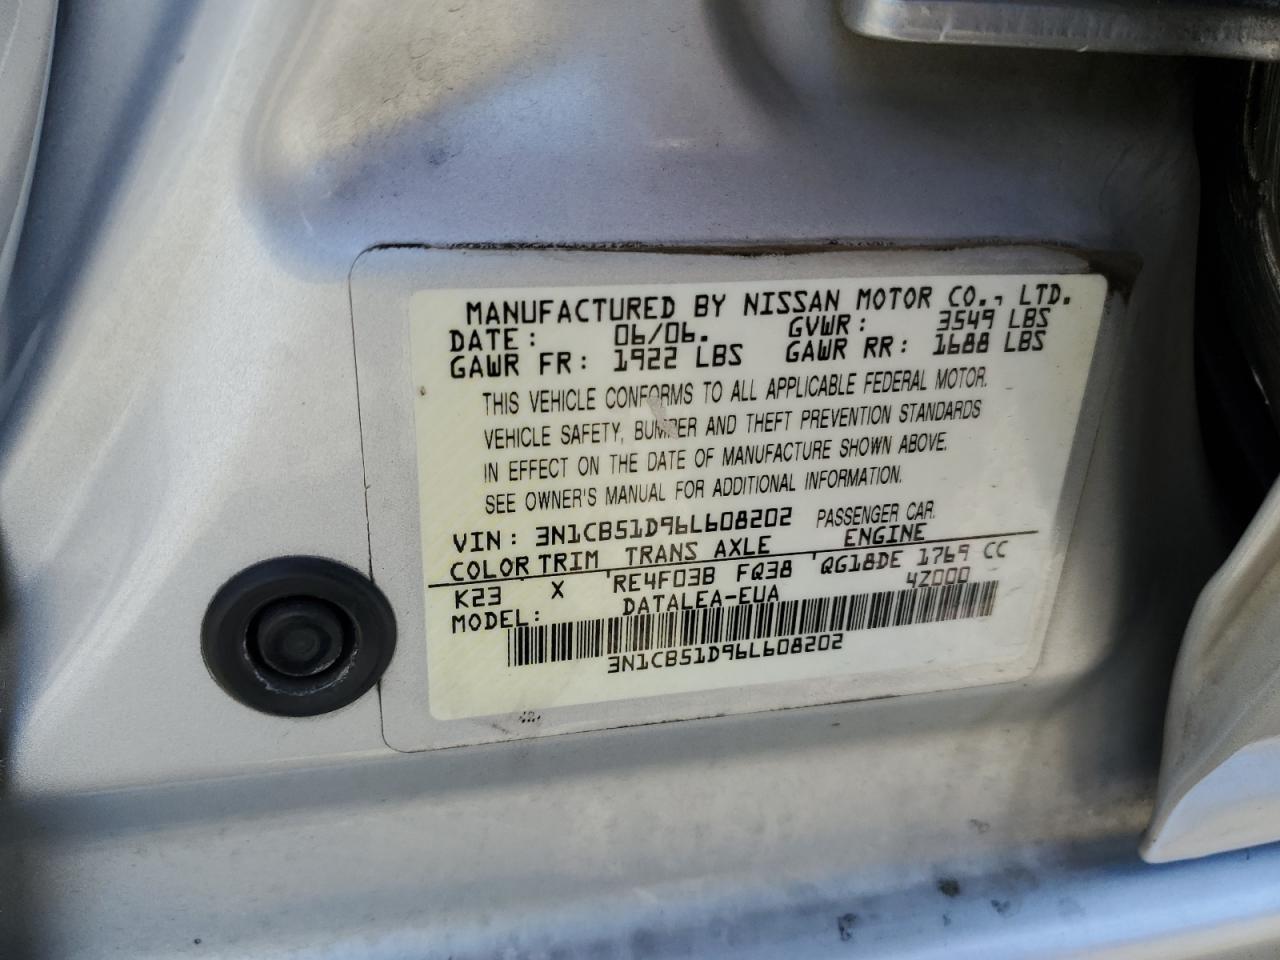 MANUFACTURED BY NISSAN MOTOR CO., LTD.
DATE: 06/06. GVWR: 3549 LBS
GAWR FR: 1922 LBS GAWR RR: 1688 LBS
THIS VEHICLE CONFORMS TO ALL APPLICABLE FEDERAL MOTOR.
VEHICLE SAFETY, BUMPER AND THEFT PREVENTION STANDARDS
IN EFFECT ON THE DATE OF MANUFACTURE SHOWN ABOVE.
SEE OWNER'S MANUAL FOR ADDITIONAL INFORMATION.
VIN: 3N1CB51D96L608202 PASSENGER CAR.
COLOR TRIM TRANS AXLE ENGINE
K23 X RE4F03B FQ38 QG18DE 1769 CC
MODEL: DATALEA-EUA 4Z000
3N1CB51D96L608202